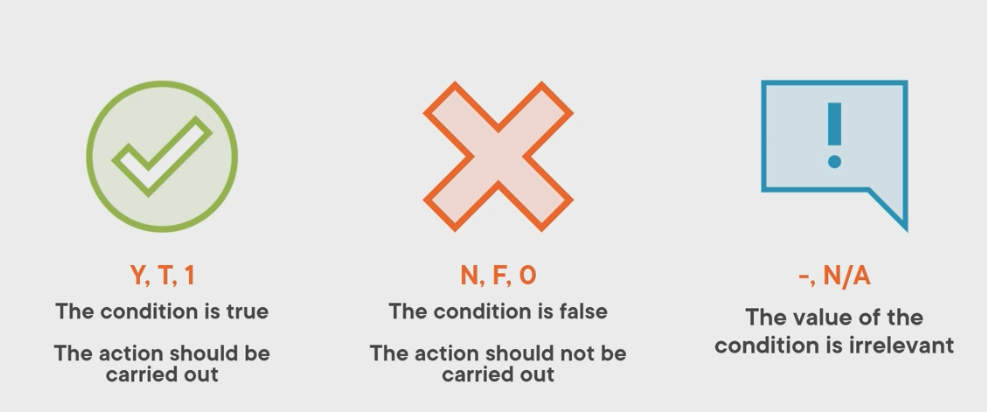 Y, T, 1
The condition is true
The action should be
carried out
N, F, 0
The condition is false
The action should not be
carried out
-, N/A
The value of the
condition is irrelevant